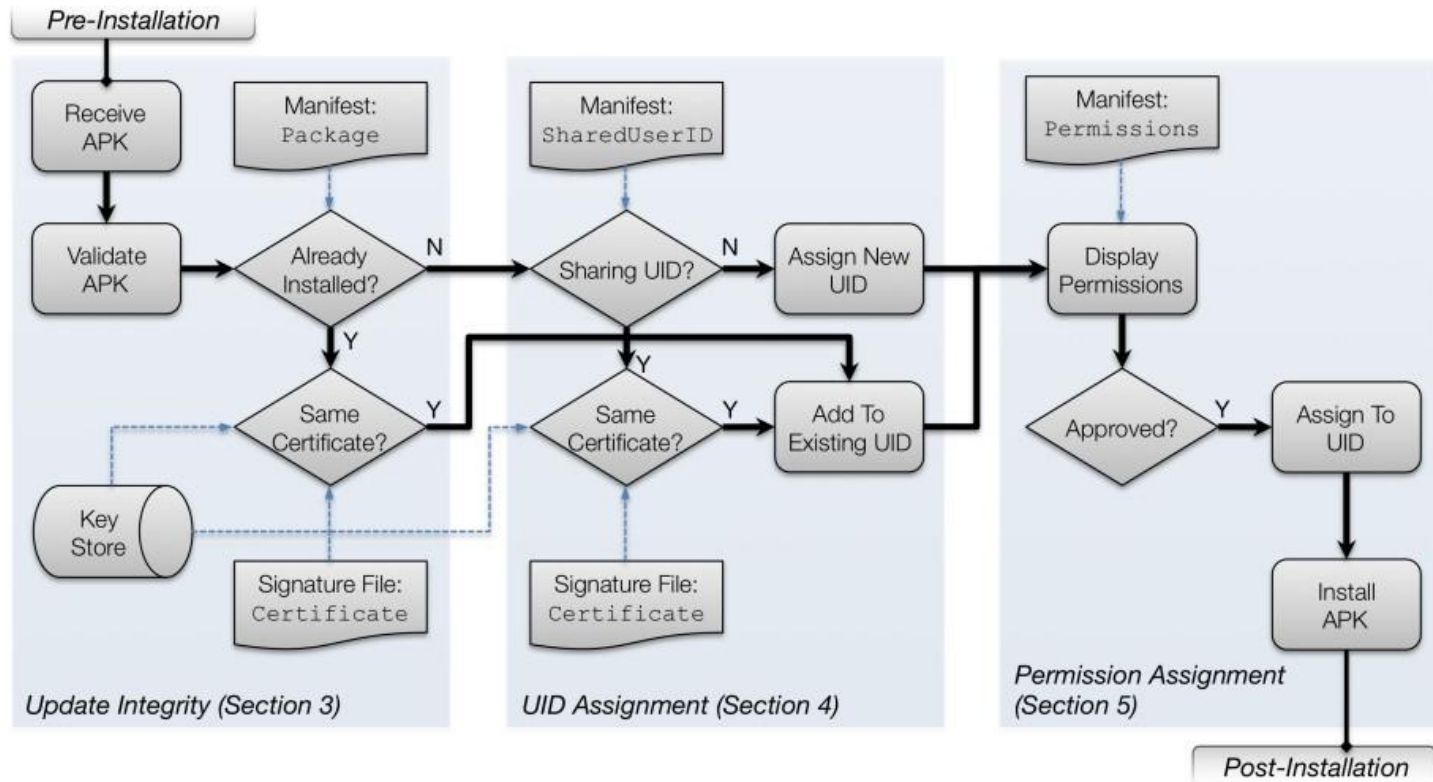 Pre-Installation
Receive
APK
Manifest:
Package
Validate
APK
Already
Installed?
N
Y
Same
Certificate?
Y
Key
Store
Signature File:
Certificate
Update Integrity (Section 3)
Manifest:
SharedUserID
Sharing UID?
N
Assign New
UID
Y
Same
Certificate?
Y
Add To
Existing UID
Signature File:
Certificate
UID Assignment (Section 4)
Manifest:
Permissions
Display
Permissions
Approved?
Y
Assign To
UID
Install
APK
Permission Assignment
(Section 5)
Post-Installation